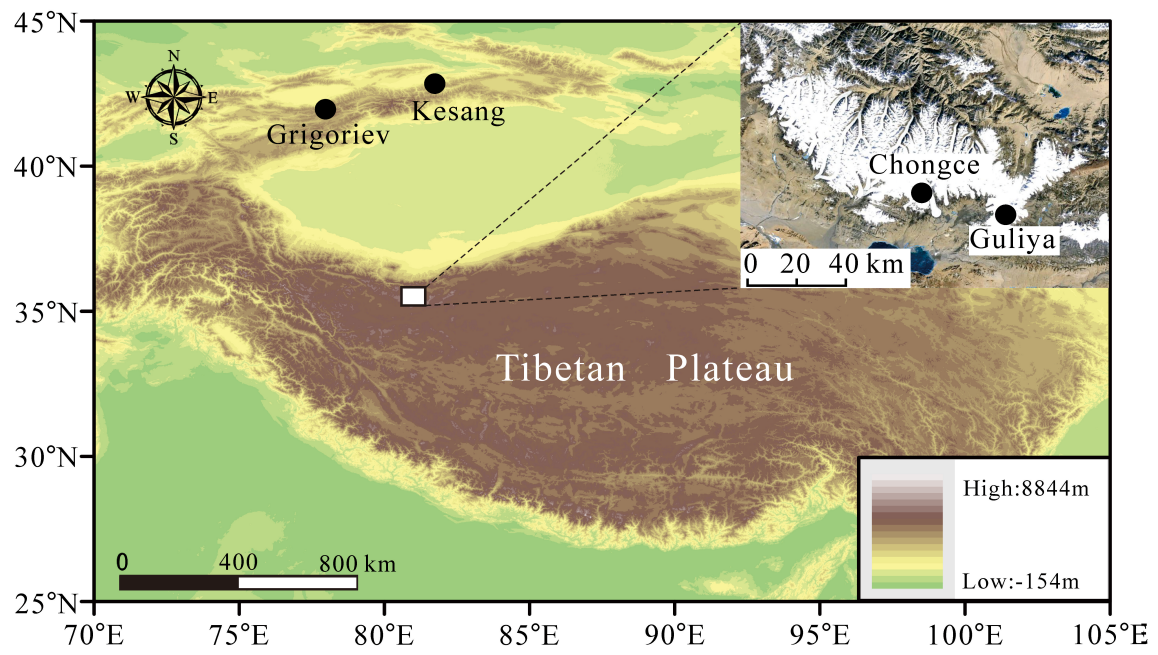 45°N
N
W E
S
Kesang
Grigoriev
40°N
Chongce
Guliya
0 20 40 km
35°N
Tibetan Plateau
30°N
High:8844m
0 400 800 km
Low:-154m
25°N
70°E 75°E 80°E 85°E 90°E 95°E 100°E 105°E